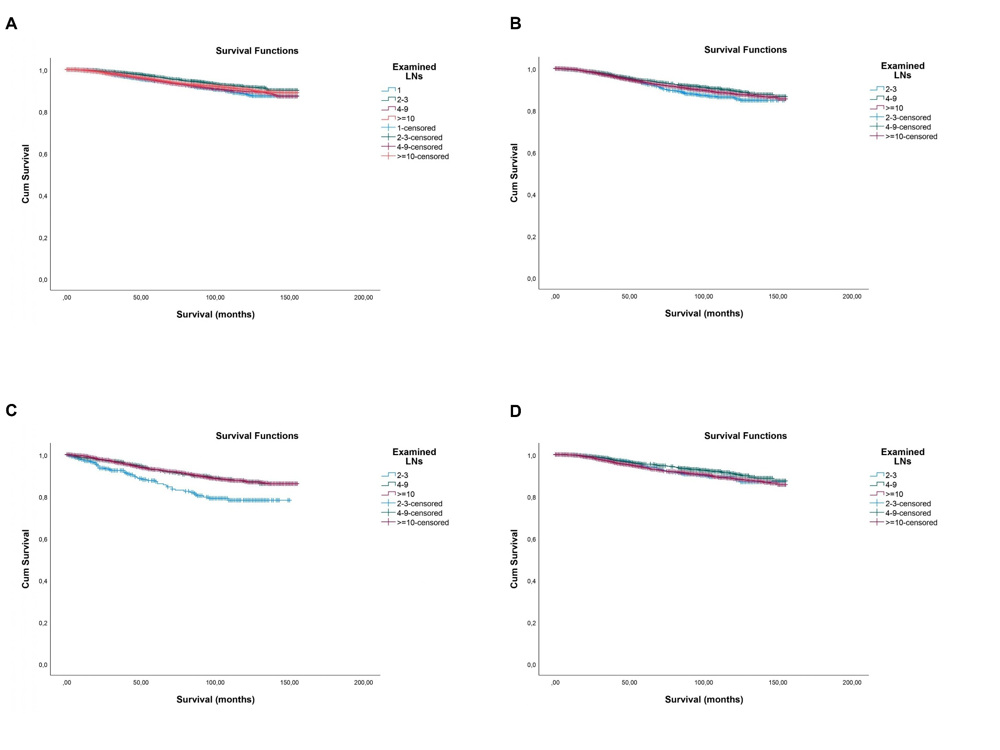 A
Survival Functions
Examined
LNs
1
2-3
4-9
>=10
1-censored
2-3-censored
4-9-censored
>=10-censored
Cum Survival
1,0
0,8
0,6
0,4
0,2
0,0
,00 50,00 100,00 150,00 200,00
Survival (months)
B
Survival Functions
Examined
LNs
2-3
4-9
>=10
2-3-censored
4-9-censored
>=10-censored
Cum Survival
1,0
0,8
0,6
0,4
0,2
0,0
,00 50,00 100,00 150,00 200,00
Survival (months)
C
Survival Functions
Examined
LNs
2-3
4-9
>=10
2-3-censored
4-9-censored
>=10-censored
Cum Survival
1,0
0,8
0,6
0,4
0,2
0,0
,00 50,00 100,00 150,00 200,00
Survival (months)
D
Survival Functions
Examined
LNs
2-3
4-9
>=10
2-3-censored
4-9-censored
>=10-censored
Cum Survival
1,0
0,8
0,6
0,4
0,2
0,0
,00 50,00 100,00 150,00 200,00
Survival (months)